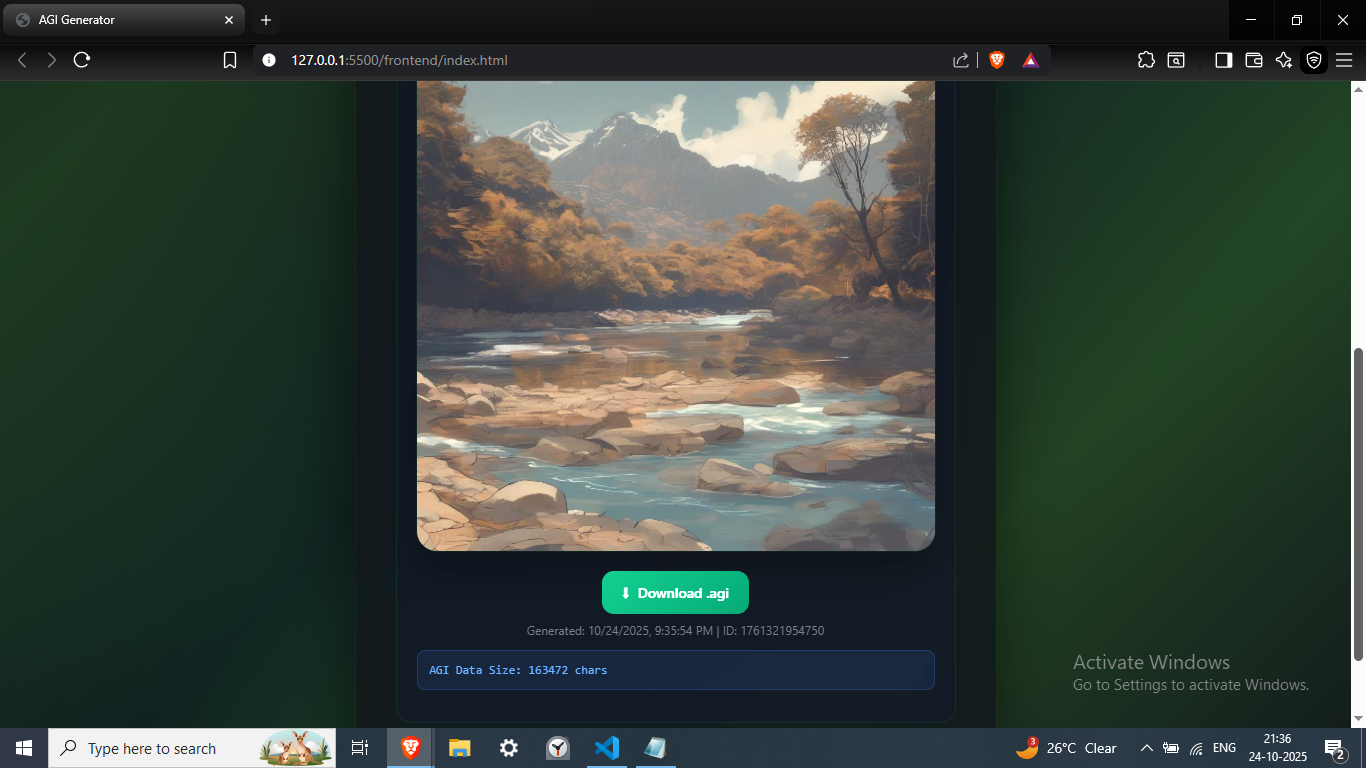 AGI Generator
127.0.0.1:5500/frontend/index.html
⬇ Download .agi
Generated: 10/24/2025, 9:35:54 PM | ID: 1761321954750
AGI Data Size: 163472 chars
Activate Windows
Go to Settings to activate Windows.
Type here to search
3
26°C Clear
ENG
21:36
24-10-2025
2